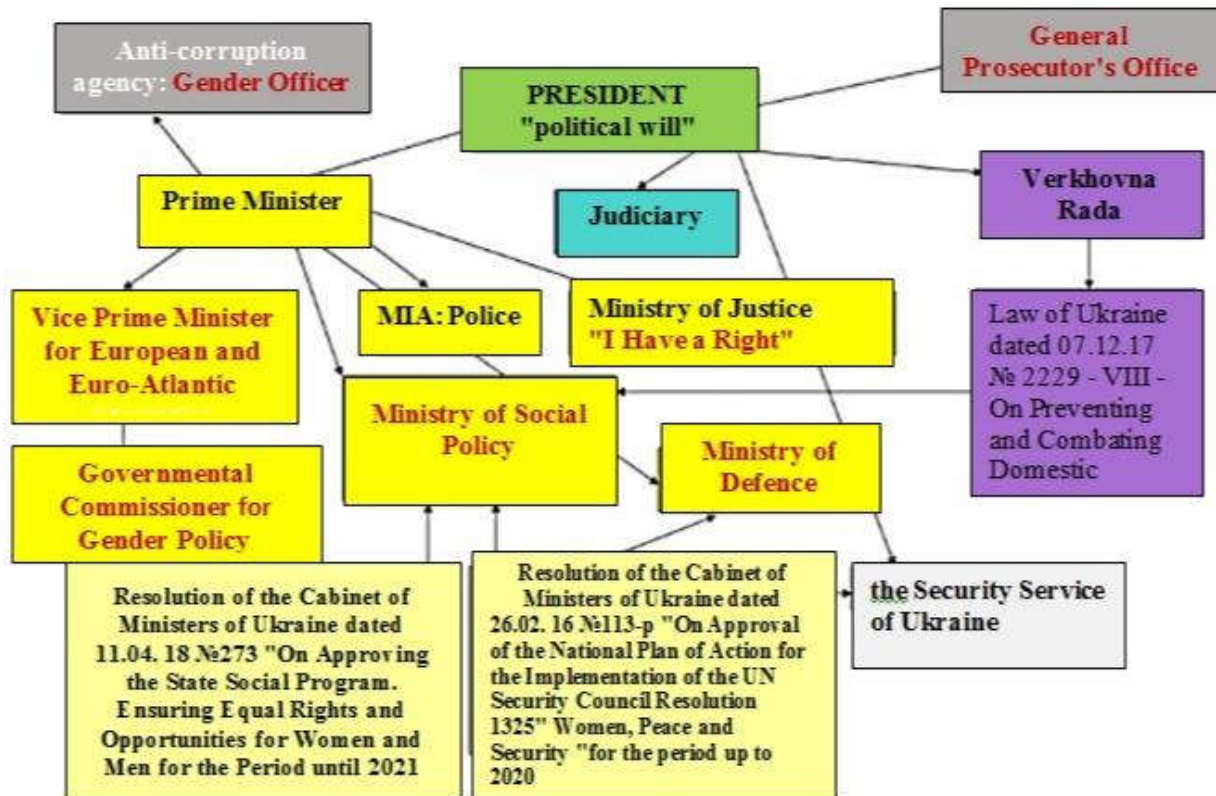 Anti-corruption
agency: Gender Officer
General
Prosecutor's Office
PRESIDENT
"political will"
Prime Minister
Judiciary
Verkhovna
Rada
Vice Prime Minister
for European and
Euro-Atlantic
MIA: Police
Ministry of Justice
"I Have a Right"
Law of Ukraine
dated 07.12.17
№ 2229 - VIII -
On Preventing
and Combating
Domestic
Ministry of Social
Policy
Ministry of
Defence
Governmental
Commissioner for
Gender Policy
Resolution of the Cabinet of
Ministers of Ukraine dated
11.04. 18 №273 "On Approving
the State Social Program.
Ensuring Equal Rights and
Opportunities for Women and
Men for the Period until 2021
Resolution of the Cabinet of
Ministers of Ukraine dated
26.02. 16 №113-p "On Approval
of the National Plan of Action for
the Implementation of the UN
Security Council Resolution
1325" Women, Peace and
Security "for the period up to
2020
the Security Service
of Ukraine